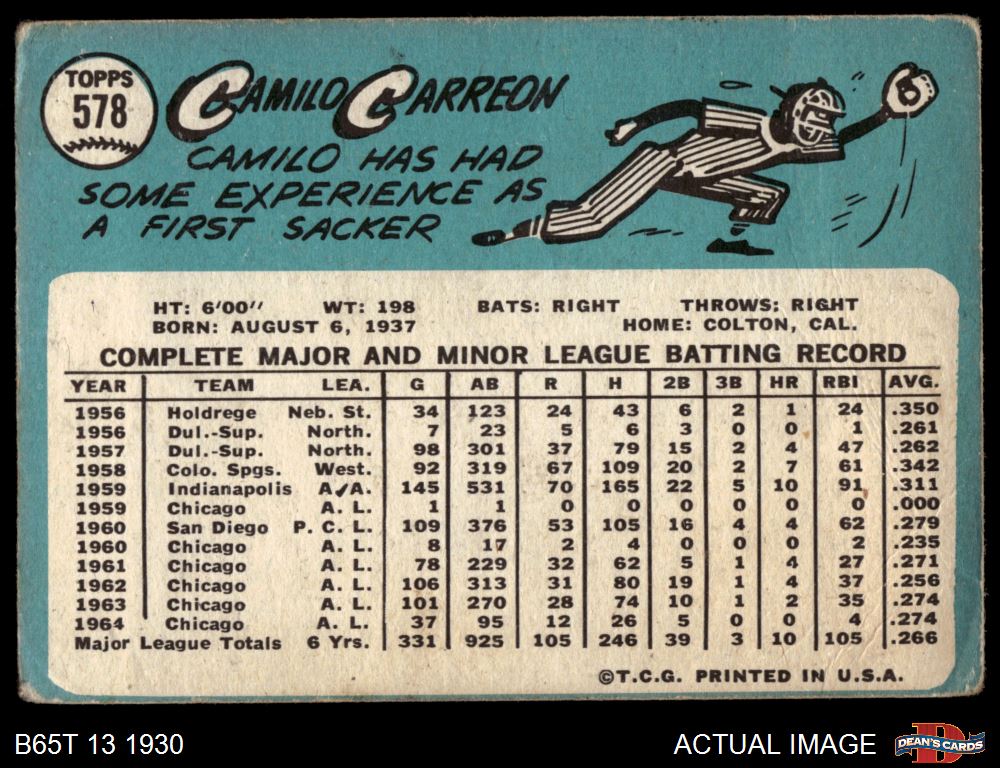 TOPPS
578
CAMILO CARREON
CAMILO HAS HAD
SOME EXPERIENCE AS
A FIRST SACKER
HT: 6'00" WT: 198 BATS: RIGHT THROWS: RIGHT
BORN: AUGUST 6, 1937 HOME: COLTON, CAL.
COMPLETE MAJOR AND MINOR LEAGUE BATTING RECORD
YEAR TEAM LEA. G AB R H 2B 3B HR RBI AVG.
1956 Holdrege Neb. St. 34 123 24 43 6 2 1 24 .350
1956 Dul.-Sup. North. 7 23 5 6 3 0 0 1 .261
1957 Dul.-Sup. North. 98 301 37 79 15 2 4 47 .262
1958 Colo. Spgs. West. 92 319 67 109 20 2 7 61 .342
1959 Indianapolis A.A. 145 531 70 165 22 5 10 91 .311
1959 Chicago A. L. 1 1 0 0 0 0 0 0 .000
1960 San Diego P. C. L. 109 376 53 105 16 4 4 62 .279
1960 Chicago A. L. 8 17 2 4 0 0 0 2 .235
1961 Chicago A. L. 78 229 32 62 5 1 4 27 .271
1962 Chicago A. L. 106 313 31 80 19 1 4 37 .256
1963 Chicago A. L. 101 270 28 74 10 1 2 35 .274
1964 Chicago A. L. 37 95 12 26 5 0 0 4 .274
Major League Totals 6 Yrs. 331 925 105 246 39 3 10 105 .266
©T.C.G. PRINTED IN U.S.A.
B65T 13 1930 ACTUAL IMAGE
D
DEAN'S CARDS